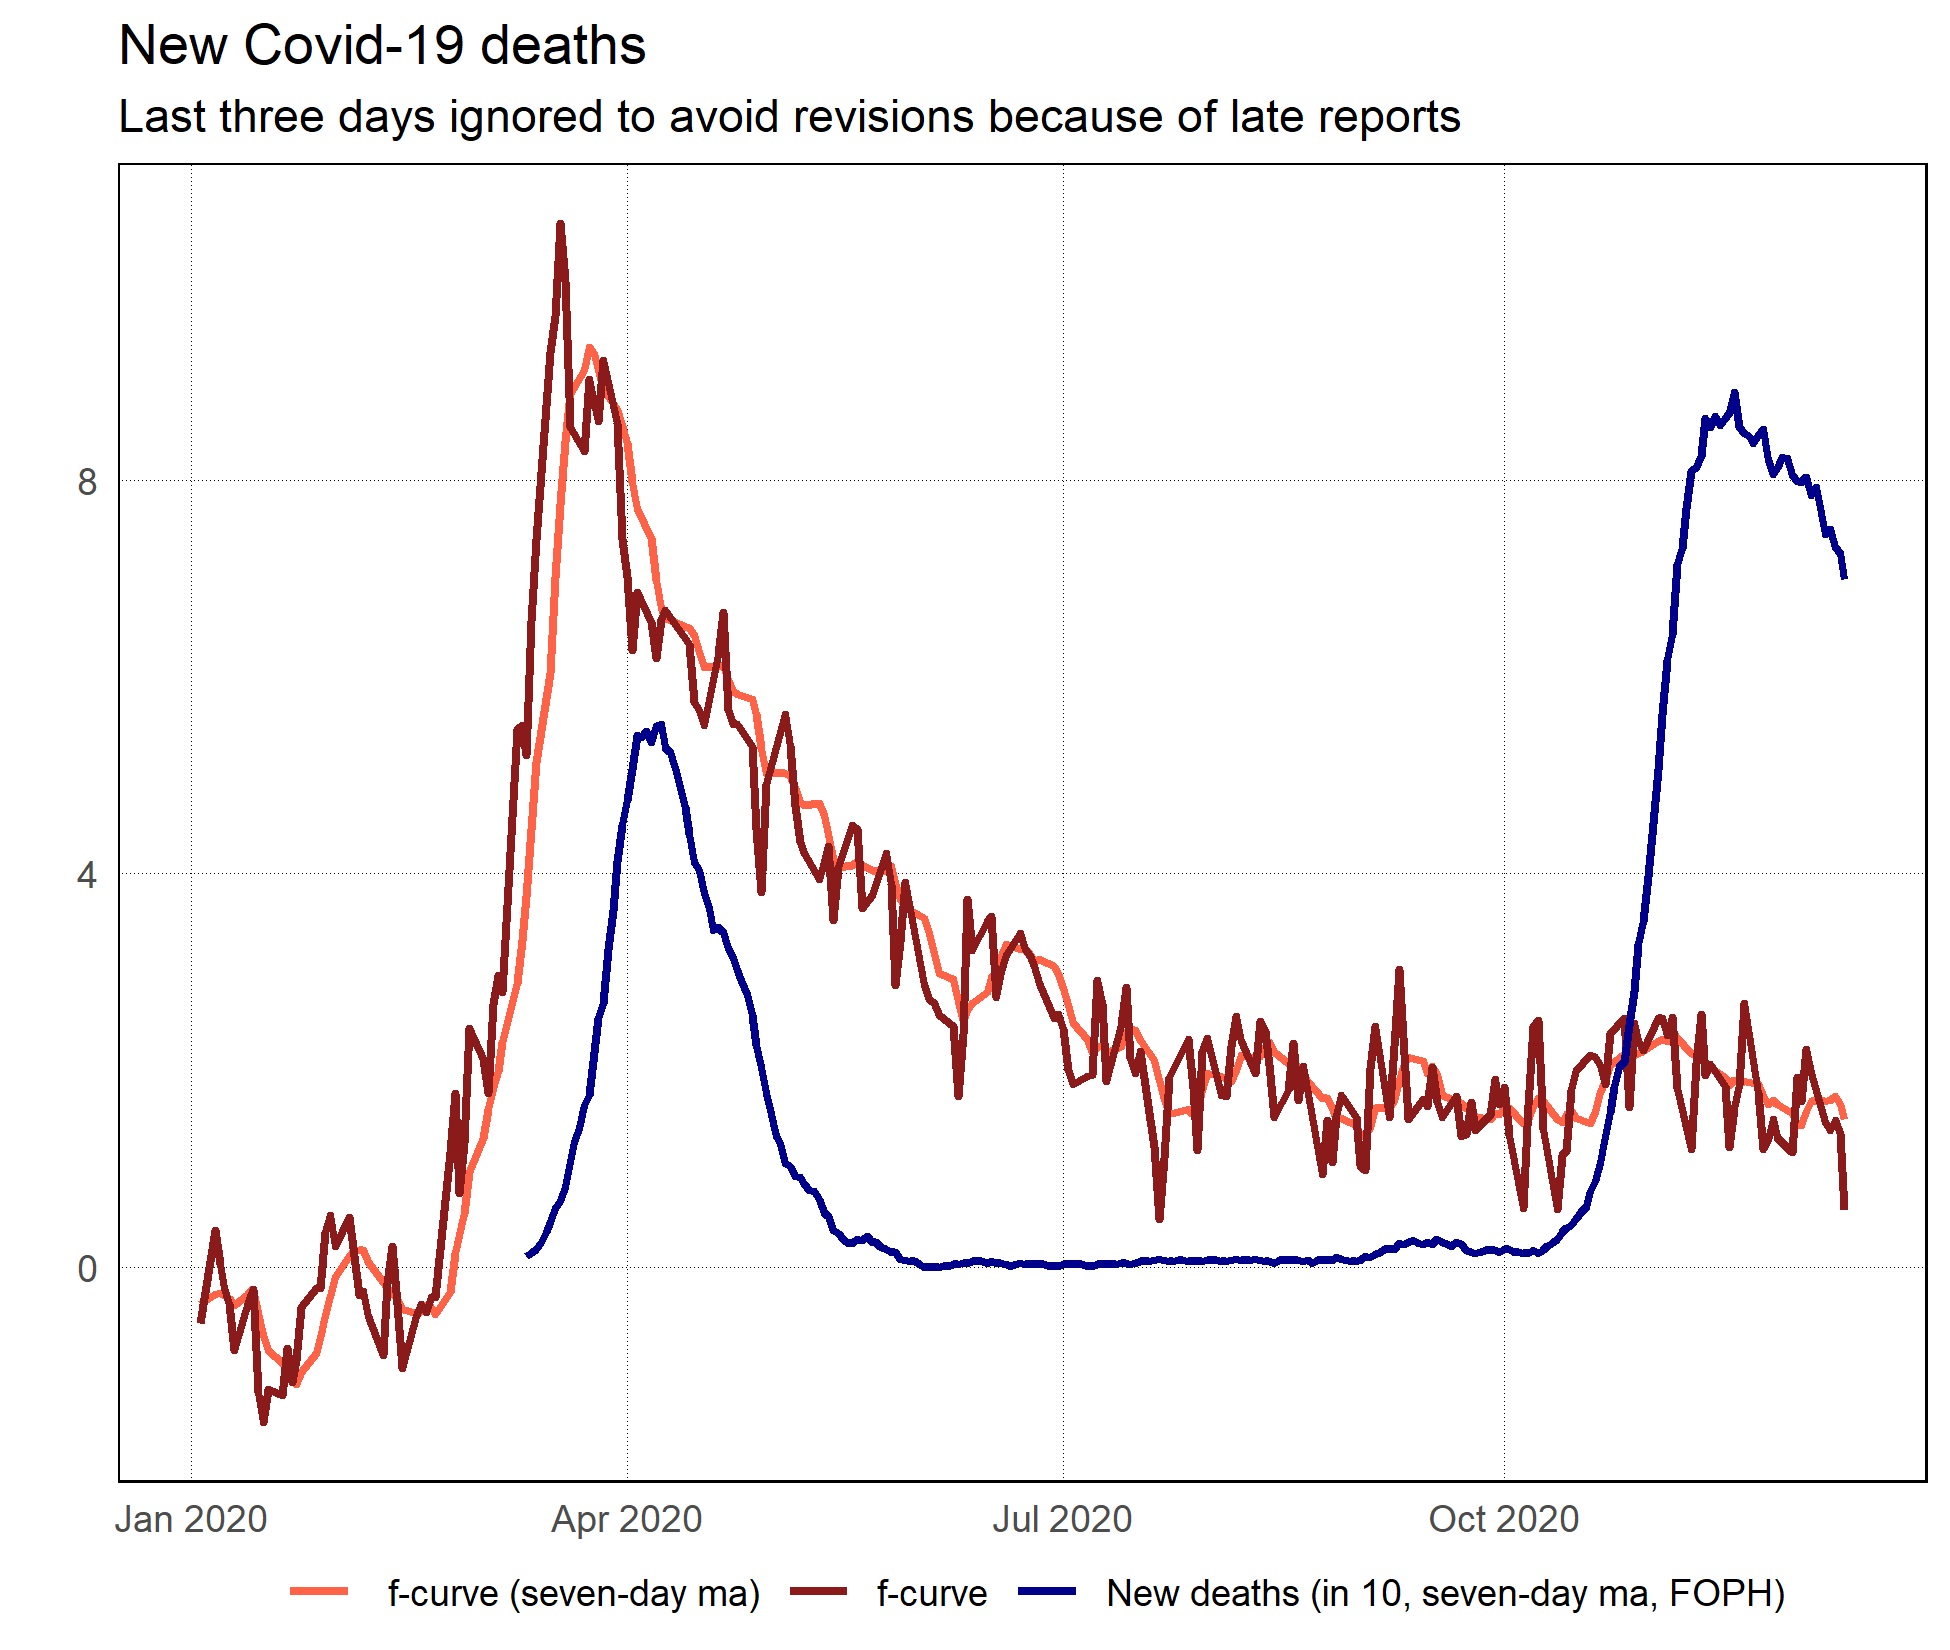 New Covid-19 deaths
Last three days ignored to avoid revisions because of late reports
8
4
0
Jan 2020 Apr 2020 Jul 2020 Oct 2020
f-curve (seven-day ma) f-curve New deaths (in 10, seven-day ma, FOPH)